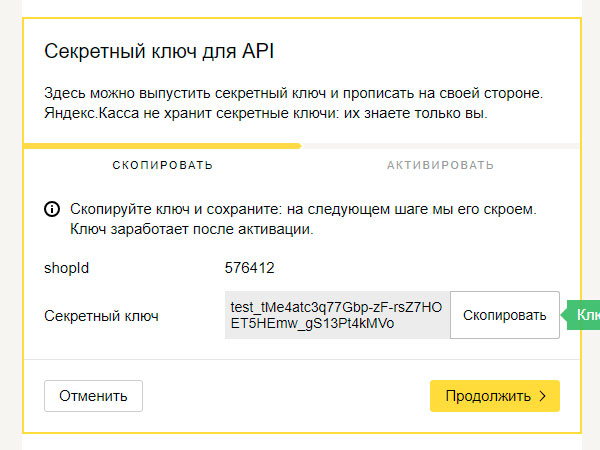 Секретный ключ для API
Здесь можно выпустить секретный ключ и прописать на своей стороне.
Яндекс.Касса не хранит секретные ключи: их знаете только вы.
СКОПИРОВАТЬ АКТИВИРОВАТЬ
Скопируйте ключ и сохраните: на следующем шаге мы его скроем.
Ключ заработает после активации.
shopId 576412
Секретный ключ test_tMe4atc3q77Gbp-zF-rsZ7HO
ET5HEmw_gS13Pt4kMVo Скопировать Клю
Отменить Продолжить